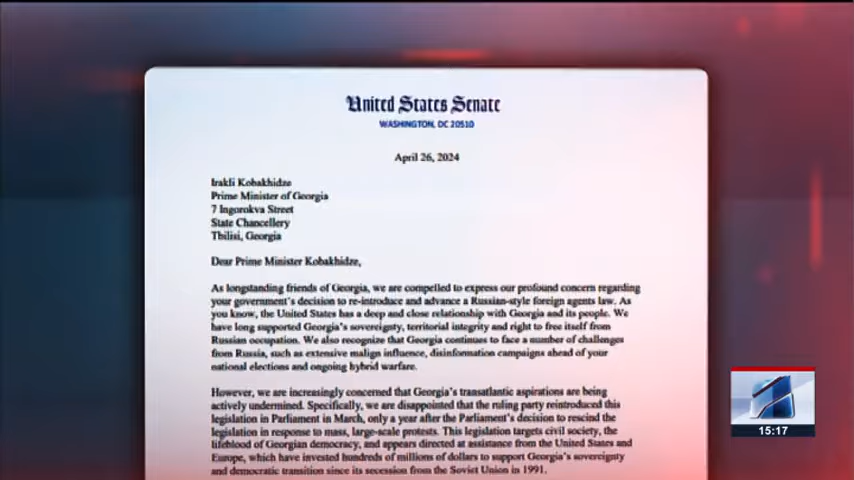 United States Senate
WASHINGTON, DC 20510
April 26, 2024
Irakli Kobakhidze
Prime Minister of Georgia
7 Ingorokva Street
State Chancellery
Tbilisi, Georgia
Dear Prime Minister Kobakhidze,
As longstanding friends of Georgia, we are compelled to express our profound concern regarding
your government's decision to re-introduce and advance a Russian-style foreign agents law. As
you know, the United States has a deep and close relationship with Georgia and its people. We
have long supported Georgia's sovereignty, territorial integrity and right to free itself from
Russian occupation. We also recognize that Georgia continues to face a number of challenges
from Russia, such as extensive malign influence, disinformation campaigns ahead of your
national elections and ongoing hybrid warfare.
However, we are increasingly concerned that Georgia's transatlantic aspirations are being
actively undermined. Specifically, we are disappointed that the ruling party reintroduced this
legislation in Parliament in March, only a year after the Parliament's decision to rescind the
legislation in response to mass, large-scale protests. This legislation targets civil society, the
lifeblood of Georgian democracy, and appears directed at assistance from the United States and
Europe, which have invested hundreds of millions of dollars to support Georgia's sovereignty
and democratic transition since its secession from the Soviet Union in 1991.
15:17